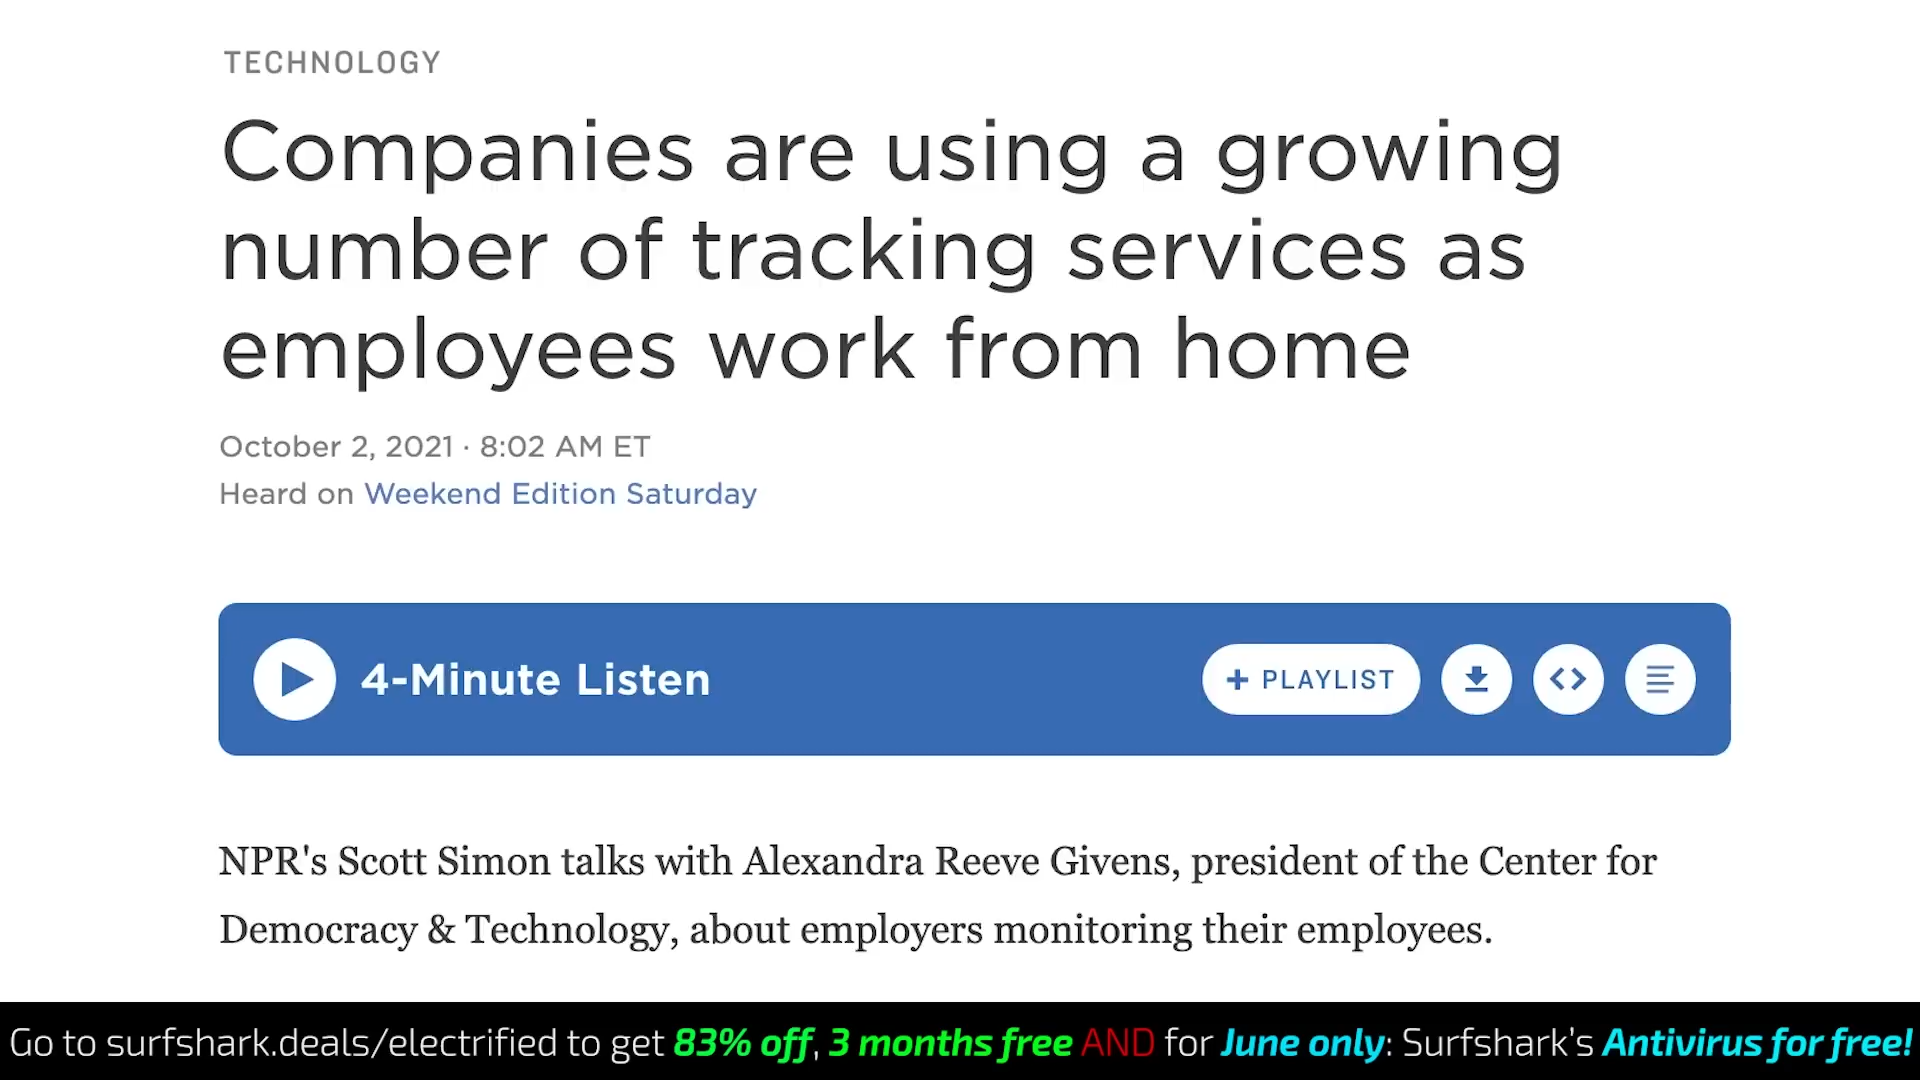 TECHNOLOGY
Companies are using a growing
number of tracking services as
employees work from home
October 2, 2021 · 8:02 AM ET
Heard on Weekend Edition Saturday
4-Minute Listen
+ PLAYLIST
NPR's Scott Simon talks with Alexandra Reeve Givens, president of the Center for
Democracy & Technology, about employers monitoring their employees.
Go to surfshark.deals/electrified to get 83% off, 3 months free AND for June only: Surfshark's Antivirus for free!